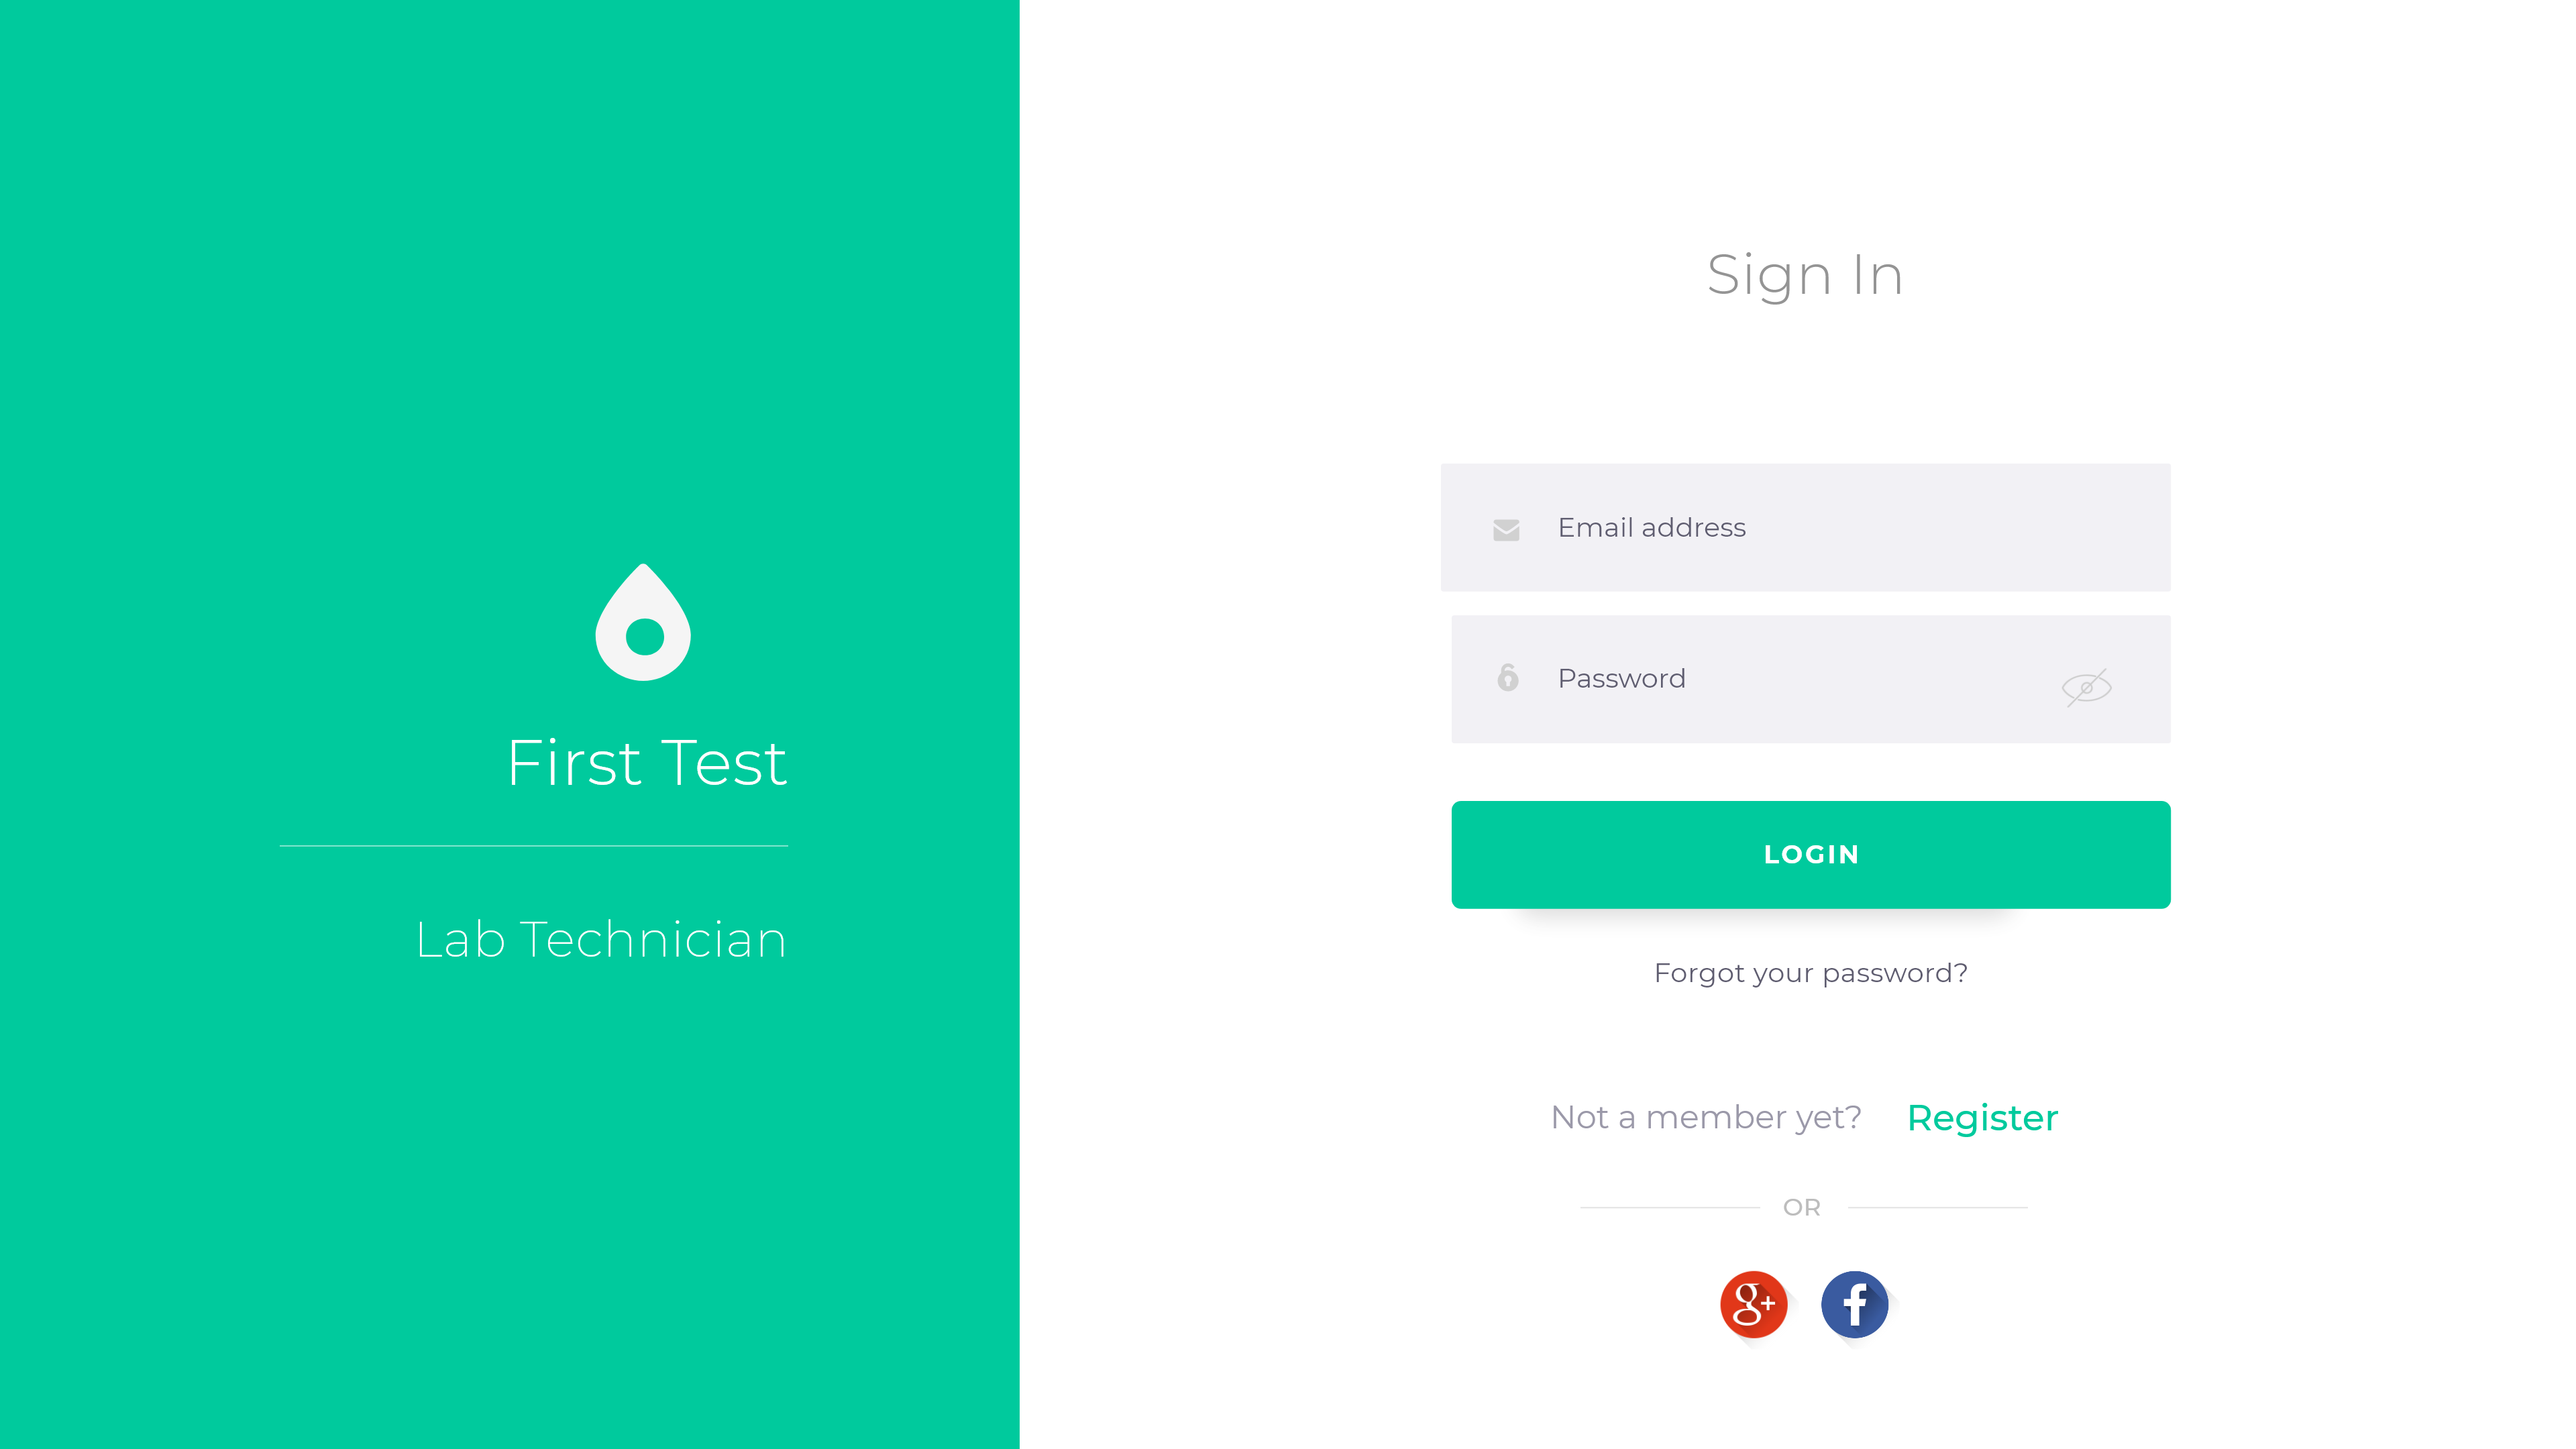 First Test
Lab Technician
Sign In
Email address
Password
LOGIN
Forgot your password?
Not a member yet? Register
OR
g+ f